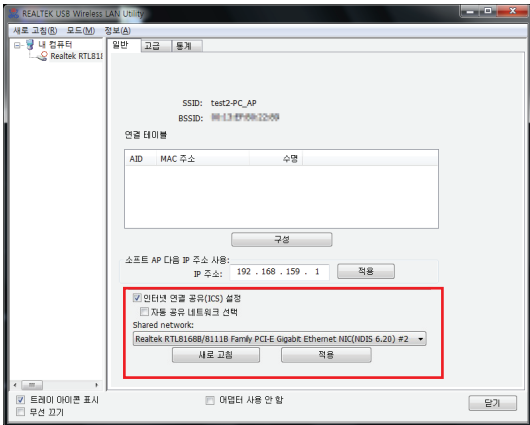 REALTEK USB Wireless LAN Utility
새로 고침(R) 모드(M) 정보(A)
내 컴퓨터
Realtek RTL81
일반 고급 통계
SSID: test2-PC_AP
BSSID:
연결 테이블
AID MAC 주소 수명
구성
소프트 AP 다음 IP 주소 사용:
IP 주소: 192 . 168 . 159 . 1 적용
인터넷 연결 공유(ICS) 설정
자동 공유 네트워크 선택
Shared network:
Realtek RTL8168B/8111B Family PCI-E Gigabit Ethernet NIC(NDIS 6.20) #2
새로 고침 적용
트레이 아이콘 표시 어댑터 사용 안 함 닫기
무선 끄기